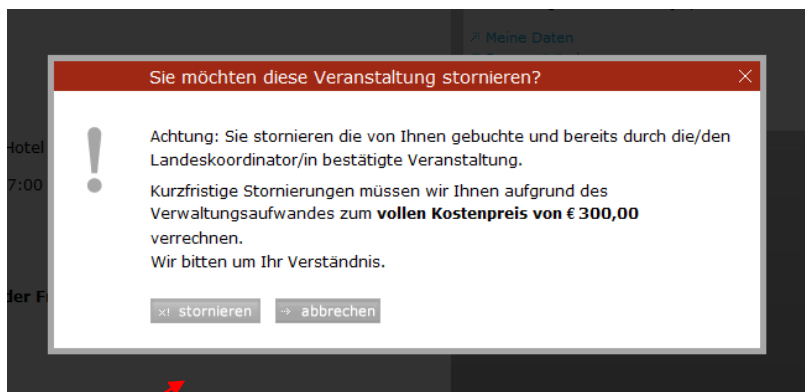 Meine Daten
Sie möchten diese Veranstaltung stornieren?
Achtung: Sie stornieren die von Ihnen gebuchte und bereits durch die/den
Landeskoordinator/in bestätigte Veranstaltung.
Hotel
Kurzfristige Stornierungen müssen wir Ihnen aufgrund des
7:00
Verwaltungsaufwandes zum vollen Kostenpreis von € 300,00
verrechnen.
Wir bitten um Ihr Verständnis.
der
stornieren
abbrechen